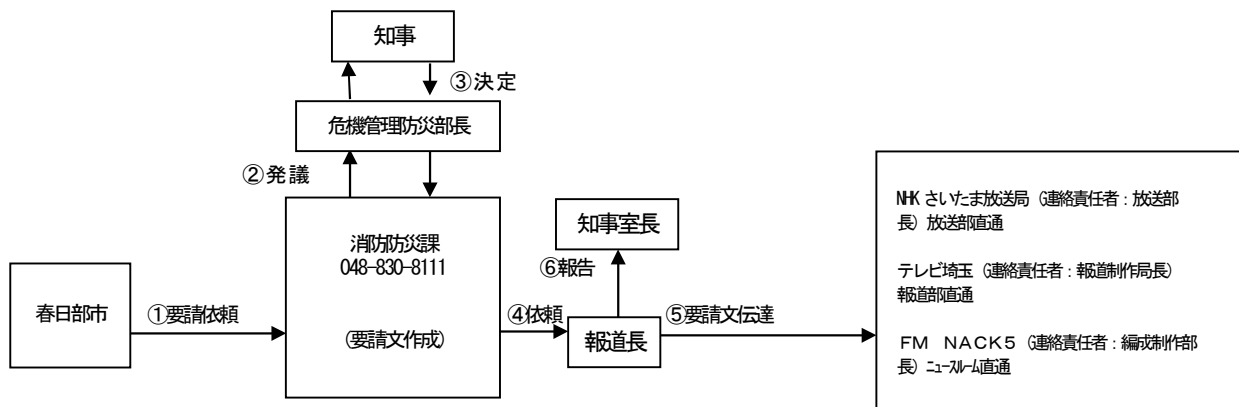 知事
③決定
危機管理防災部長
②発議
消防防災課
048-830-8111
(要請文作成)
春日部市
①要請依頼
④依頼
知事室長
⑥報告
報道長
⑤要請文伝達
NHK さいたま放送局（連絡責任者：放送部
長）放送部直通
テレビ埼玉（連絡責任者：報道制作局長）
報道部直通
FM NACK5（連絡責任者：編成制作部
長）ニュースルーム直通